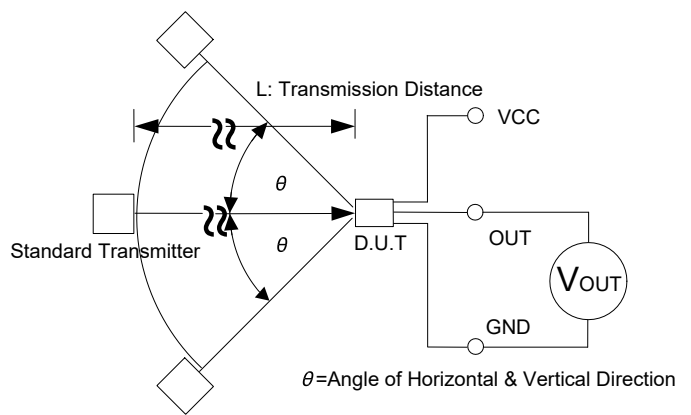 L: Transmission Distance
VCC
θ
Standard Transmitter
θ
D.U.T
OUT
VOUT
GND
θ=Angle of Horizontal & Vertical Direction